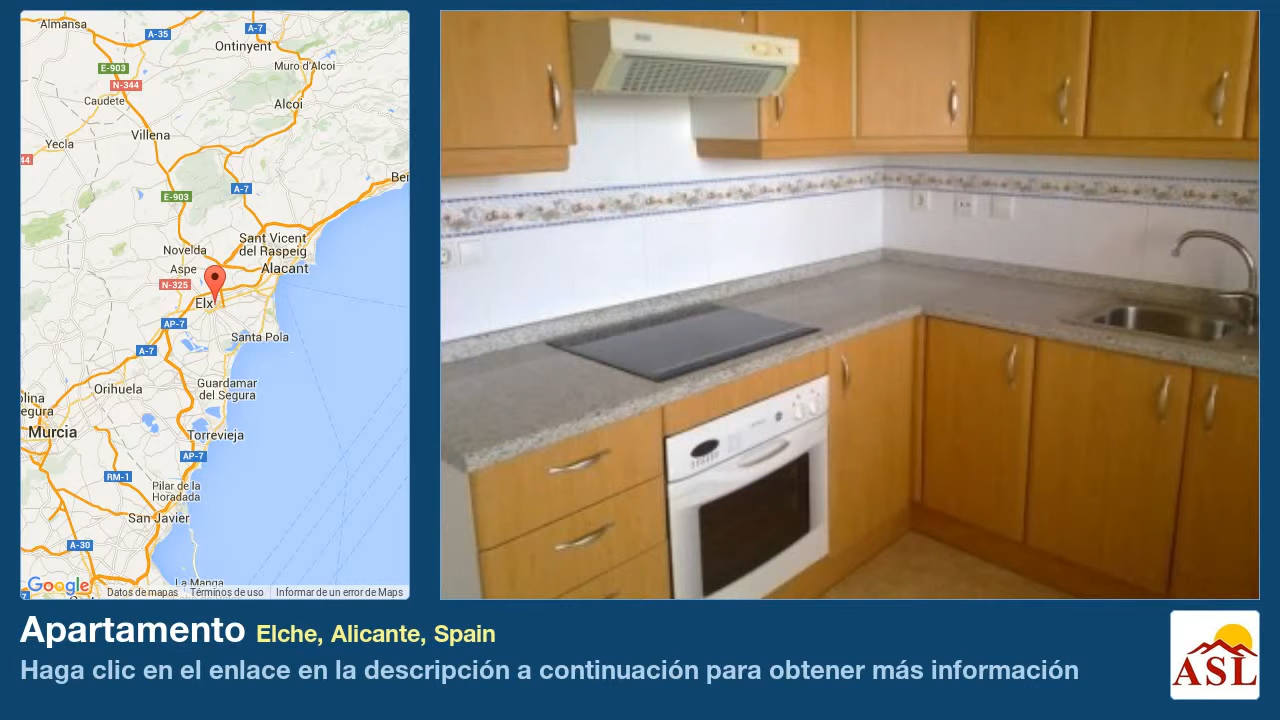 Almansa
A-35
A-7
Ontinyent
E-903
Muro d'Alcoi
N-344
Caudete
Alcoi
Villena
Yecla
44
E-903
A-7
Ber
Sant Vicent
del Raspeig
Novelda
Aspe
Alacant
N-325
Elx
AP-7
Santa Pola
A-7
Orihuela
Guardamar
del Segura
olina
egura
Murcia
Torrevieja
AP-7
RM-1
Pilar de la
Horadada
San Javier
A-30
La Manga
Google
Datos de mapas
Términos de uso
Informar de un error de Maps
Apartamento Elche, Alicante, Spain
Haga clic en el enlace en la descripción a continuación para obtener más información
ASL